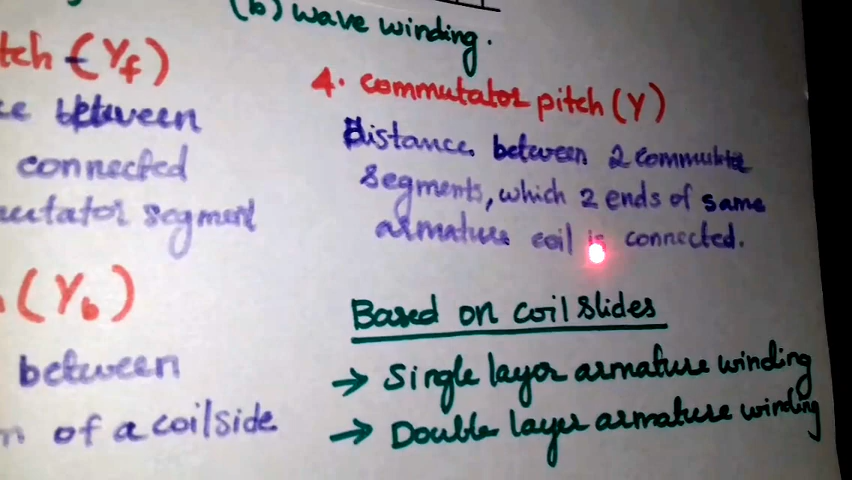 (b) wave winding.
tch (Yf)
ce between
connected
mutator segment
(Yb)
between
n of a coilside
4. Commutator pitch (Y)
Distance between 2 commutator
segments, which 2 ends of same
armature coil is connected.
Based on coil slides
→ Single layer armature winding
→ Double layer armature winding